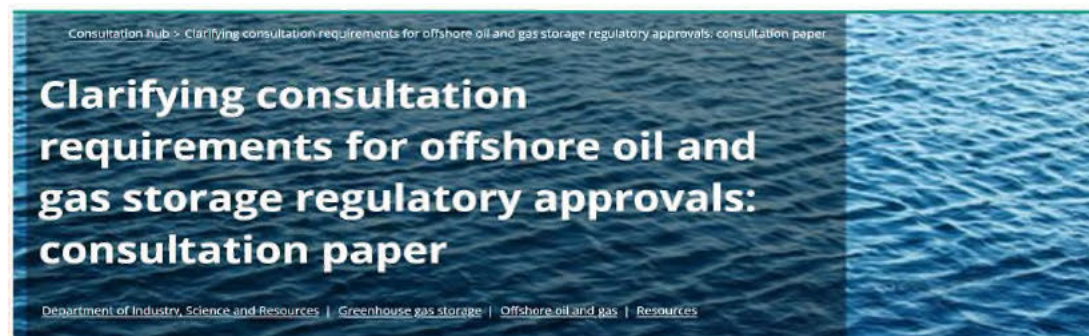 Consultation hub > Clarifying consultation requirements for offshore oil and gas storage regulatory approvals: consultation paper
Clarifying consultation
requirements for offshore oil and
gas storage regulatory approvals:
consultation paper
Department of Industry, Science and Resources | Greenhouse gas storage | Offshore oil and gas | Resources